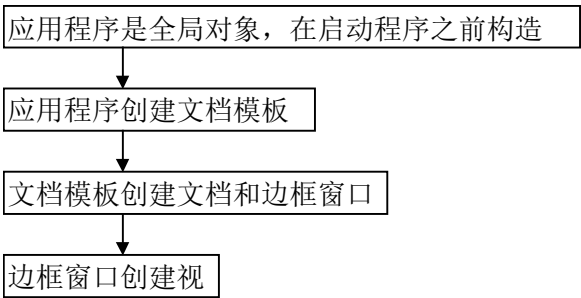 应用程序是全局对象，在启动程序之前构造
应用程序创建文档模板
文档模板创建文档和边框窗口
边框窗口创建视